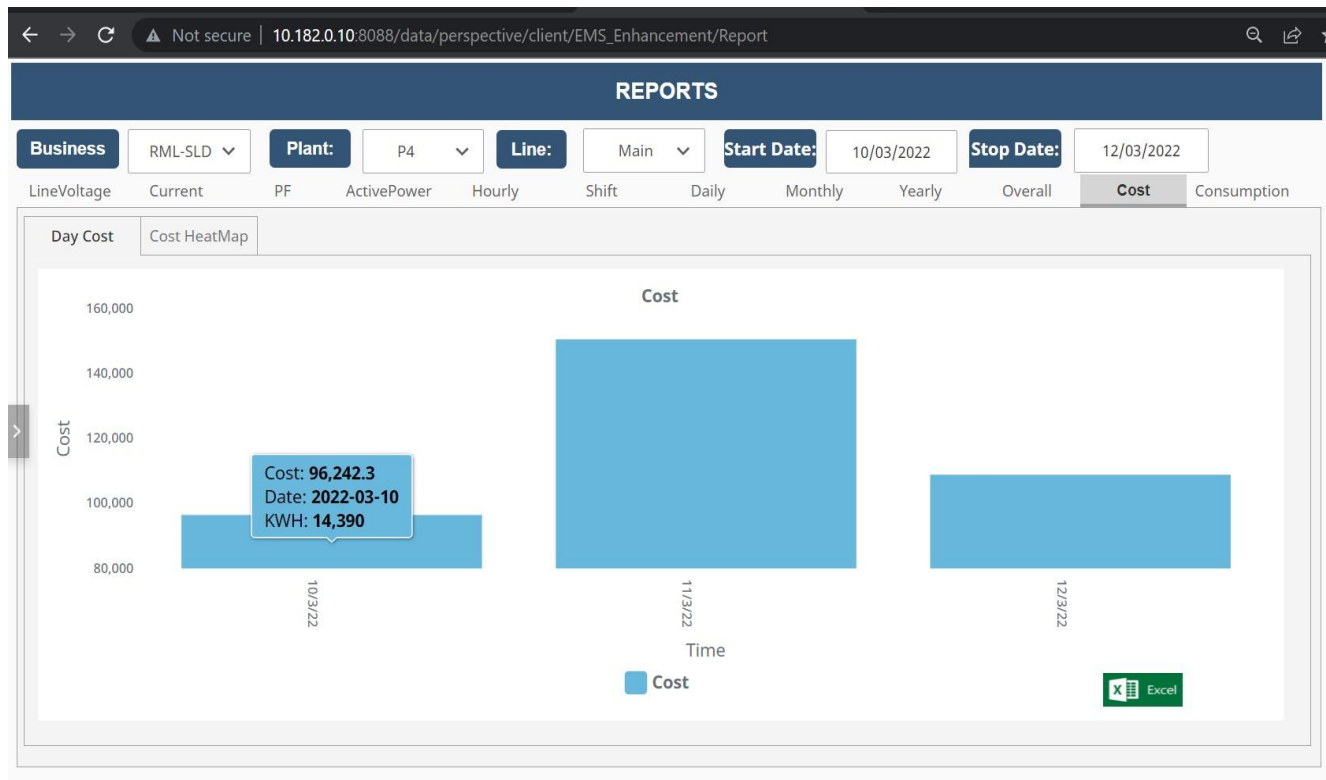 Not secure | 10.182.0.10:8088/data/perspective/client/EMS_Enhancement/Report
REPORTS
Business RML-SLD Plant: P4 Line: Main Start Date: 10/03/2022 Stop Date: 12/03/2022
LineVoltage Current PF ActivePower Hourly Shift Daily Monthly Yearly Overall Cost Consumption
Day Cost Cost HeatMap
Cost
160,000
140,000
120,000
100,000
80,000
Cost
Cost: 96,242.3
Date: 2022-03-10
KWH: 14,390
10/3/22 11/3/22 12/3/22
Time
Cost
X Excel